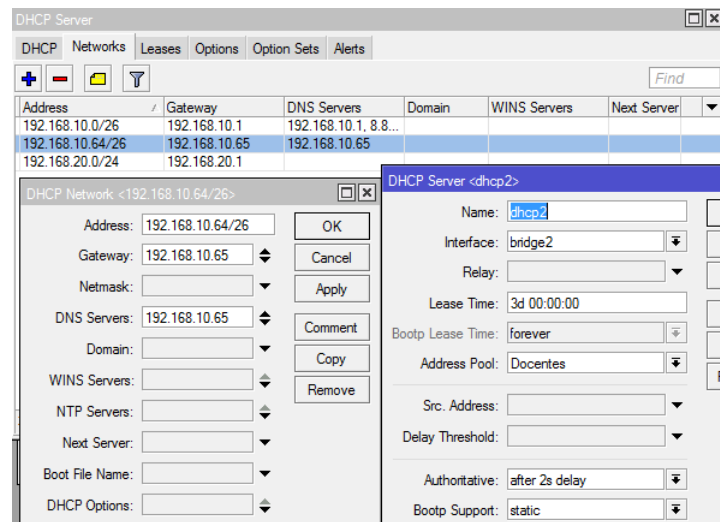 DHCP Server
DHCP Networks Leases Options Option Sets Alerts
Find
Address / Gateway DNS Servers Domain WINS Servers Next Server
192.168.10.0/26 192.168.10.1 192.168.10.1, 8.8...
192.168.10.64/26 192.168.10.65 192.168.10.65
192.168.20.0/24 192.168.20.1
DHCP Network <192.168.10.64/26>
Address: 192.168.10.64/26 OK
Gateway: 192.168.10.65 Cancel
Netmask: Apply
DNS Servers: 192.168.10.65 Comment
Domain: Copy
WINS Servers: Remove
NTP Servers:
Next Server:
Boot File Name:
DHCP Options:
DHCP Server <dhcp2>
Name: dhcp2
Interface: bridge2
Relay:
Lease Time: 3d 00:00:00
Bootp Lease Time: forever
Address Pool: Docentes
Src. Address:
Delay Threshold:
Authoritative: after 2s delay
Bootp Support: static